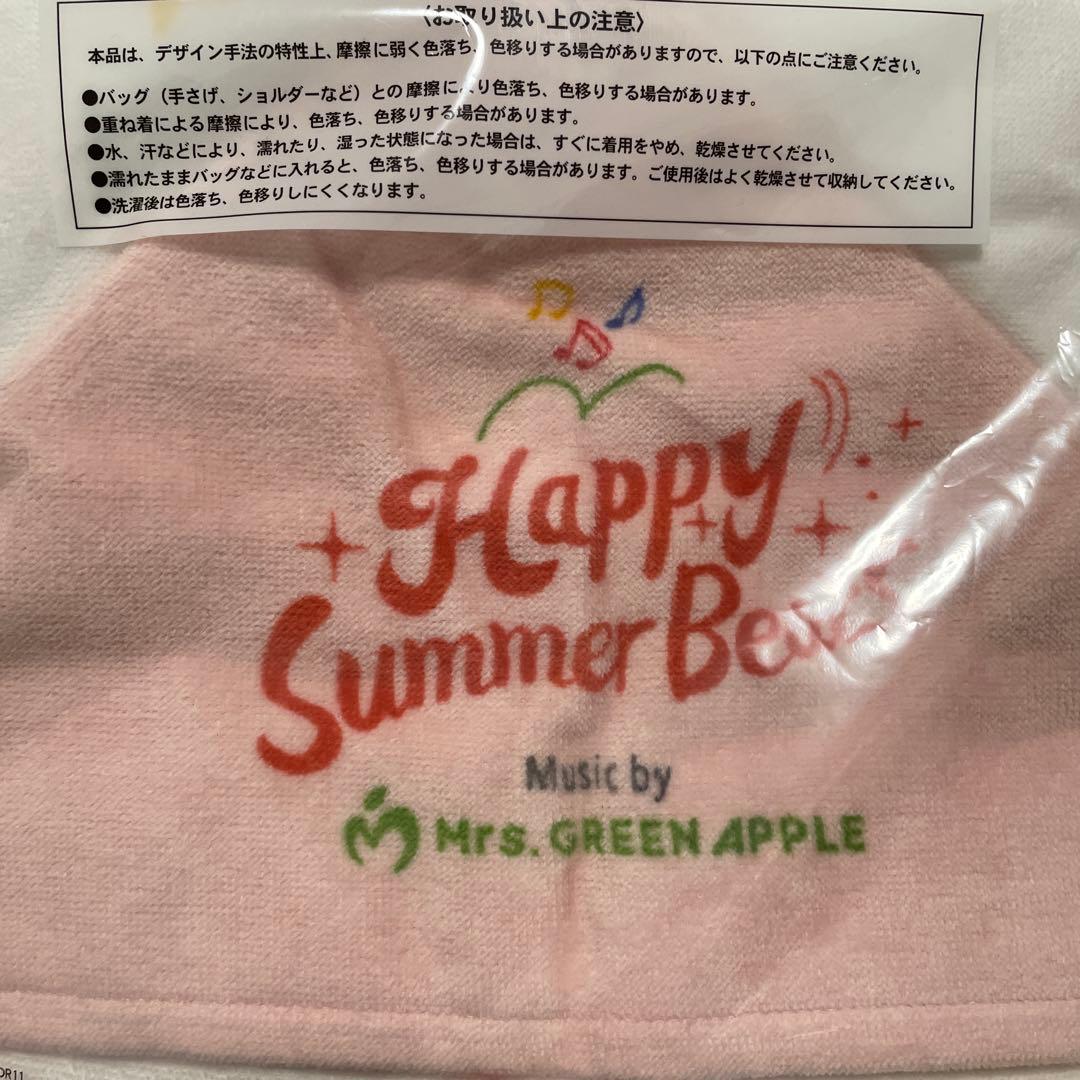 〈お取り扱い上の注意〉
本品は、デザイン手法の特性上、摩擦に弱く色落ち、色移りする場合がありますので、以下の点にご注意ください。
●バッグ（手さげ、ショルダーなど）との摩擦により色落ち、色移りする場合があります。
●重ね着による摩擦により、色落ち、色移りする場合があります。
●水、汗などにより、濡れたり、湿った状態になった場合は、すぐに着用をやめ、乾燥させてください。
●濡れたままバッグなどに入れると、色落ち、色移りする場合があります。ご使用後はよく乾燥させて収納してください。
●洗濯後は色落ち、色移りしにくくなります。
Happy
Summer
Music by
Mrs. GREEN APPLE